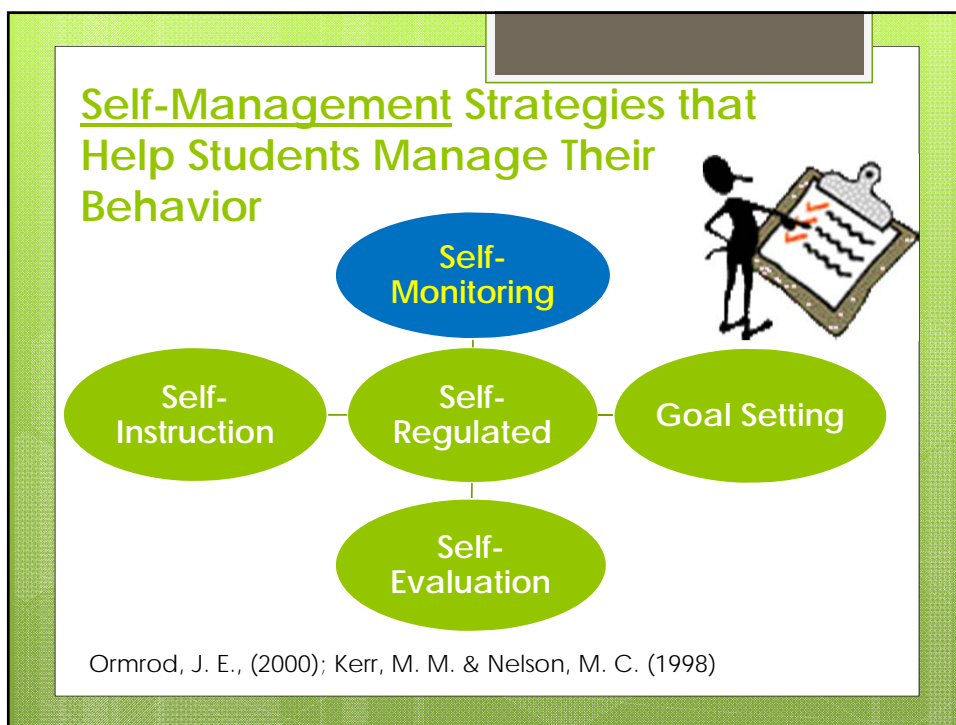 Self-Management Strategies that
Help Students Manage Their
Behavior
Self-
Monitoring
Self-
Instruction
Self-
Regulated
Goal Setting
Self-
Evaluation
Ormrod, J. E., (2000); Kerr, M. M. & Nelson, M. C. (1998)